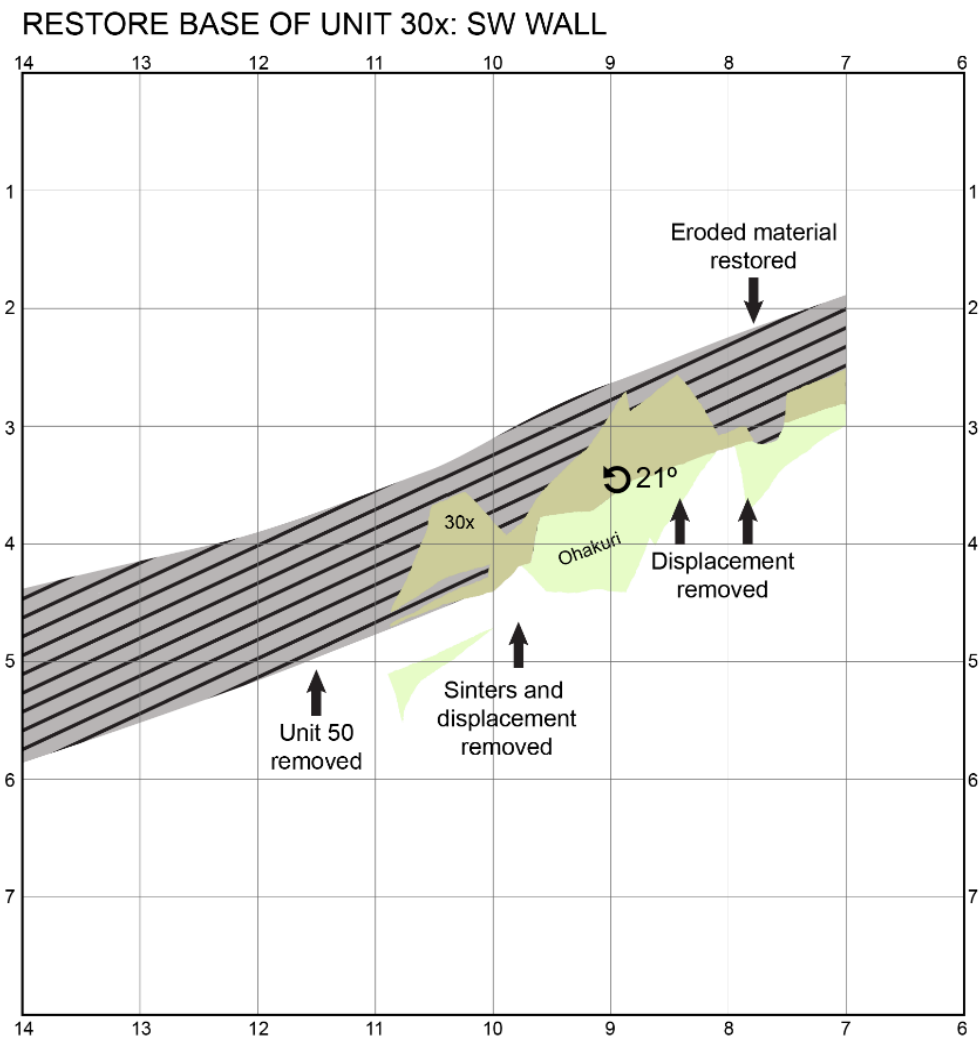 RESTORE BASE OF UNIT 30x: SW WALL
14 13 12 11 10 9 8 7 6
1 1
Eroded material
restored
2 2
3 3
21º
30x
4 4
Ohakuri
Displacement
removed
5 5
Sinters and
displacement
removed
Unit 50
removed
6 6
7 7
14 13 12 11 10 9 8 7 6